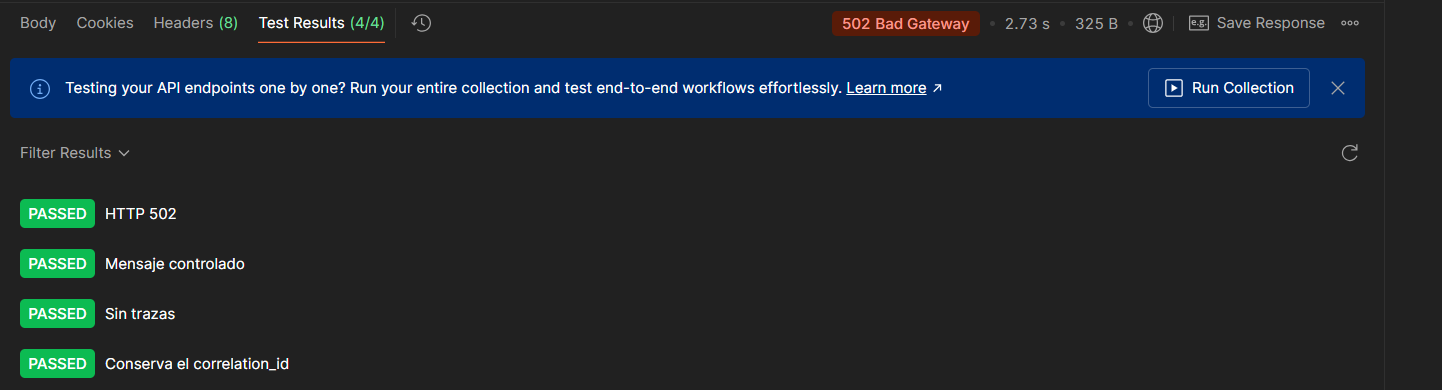 Body Cookies Headers (8) Test Results (4/4) 502 Bad Gateway • 2.73 s • 325 B • e.g. Save Response
Testing your API endpoints one by one? Run your entire collection and test end-to-end workflows effortlessly. Learn more ↗ Run Collection
Filter Results
PASSED HTTP 502
PASSED Mensaje controlado
PASSED Sin trazas
PASSED Conserva el correlation_id